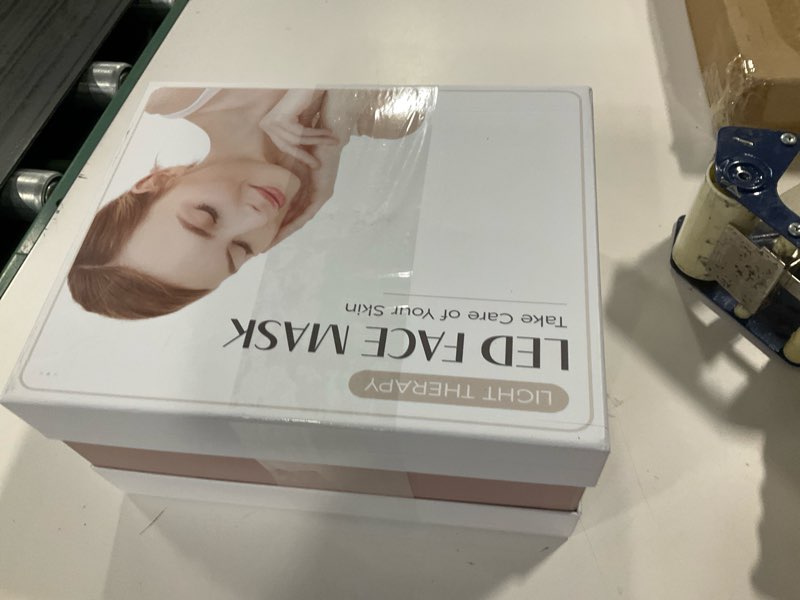 LIGHT THERAPY
LED FACE MASK
Take Care of Your Skin